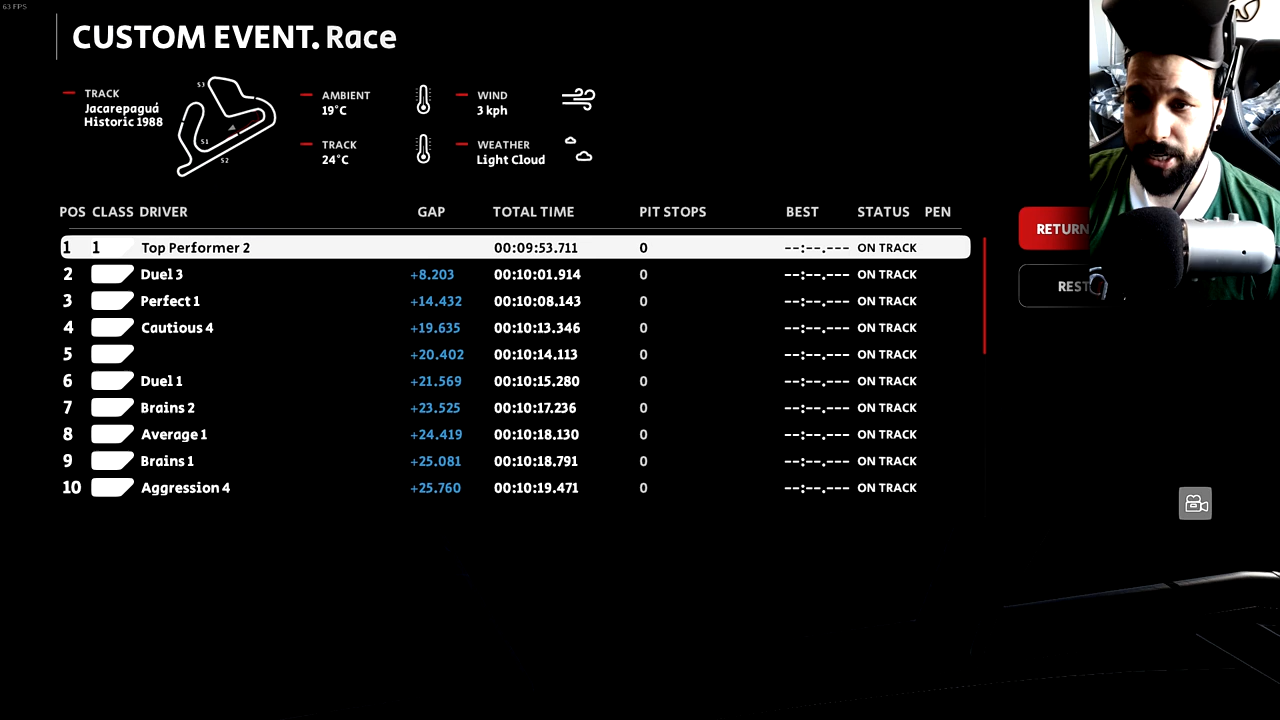 63 FPS
CUSTOM EVENT. Race
TRACK
Jacarepaguá
Historic 1988
S3
S1
S2
AMBIENT
19°C
TRACK
24°C
WIND
3 kph
WEATHER
Light Cloud
POS CLASS DRIVER GAP TOTAL TIME PIT STOPS BEST STATUS PEN
1 1 Top Performer 2 00:09:53.711 0 --:--.--- ON TRACK
2 Duel 3 +8.203 00:10:01.914 0 --:--.--- ON TRACK
3 Perfect 1 +14.432 00:10:08.143 0 --:--.--- ON TRACK
4 Cautious 4 +19.635 00:10:13.346 0 --:--.--- ON TRACK
5 +20.402 00:10:14.113 0 --:--.--- ON TRACK
6 Duel 1 +21.569 00:10:15.280 0 --:--.--- ON TRACK
7 Brains 2 +23.525 00:10:17.236 0 --:--.--- ON TRACK
8 Average 1 +24.419 00:10:18.130 0 --:--.--- ON TRACK
9 Brains 1 +25.081 00:10:18.791 0 --:--.--- ON TRACK
10 Aggression 4 +25.760 00:10:19.471 0 --:--.--- ON TRACK
RETURN
REST